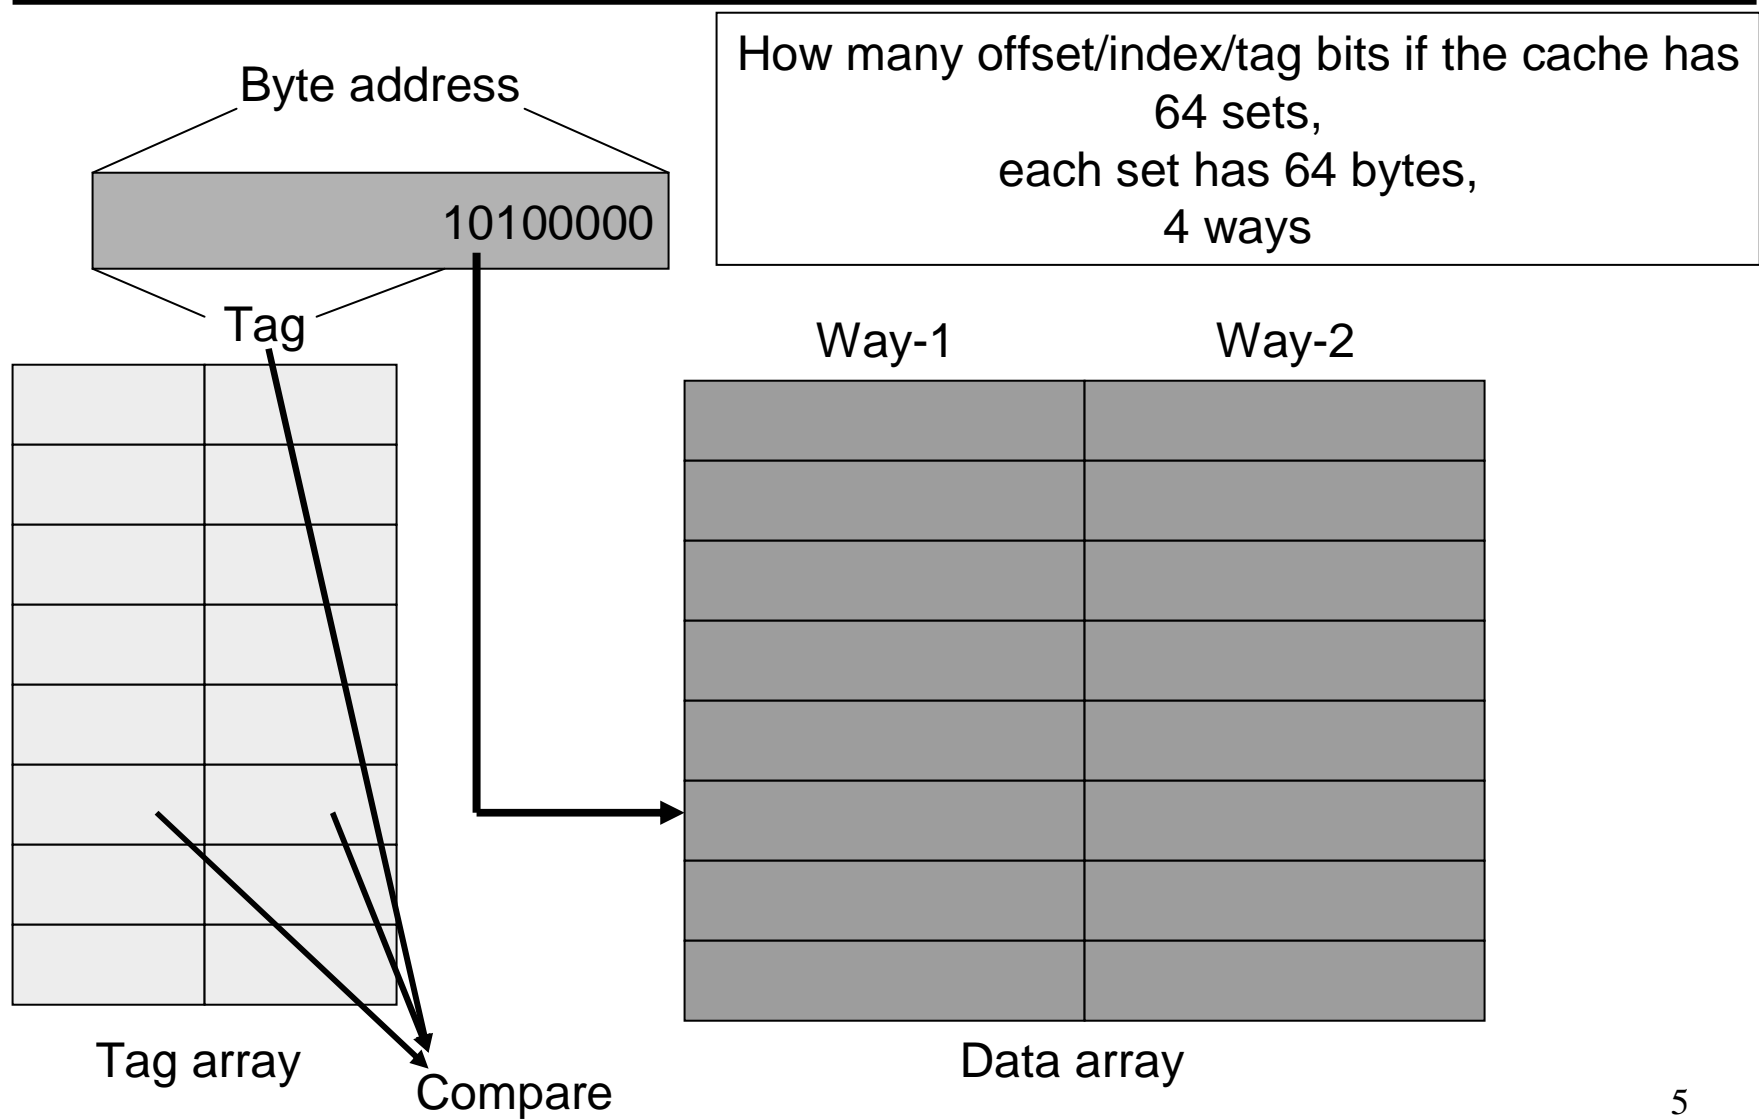 How many offset/index/tag bits if the cache has
64 sets,
each set has 64 bytes,
4 ways
Byte address
10100000
Tag
Way-1
Way-2
Tag array
Compare
Data array
5